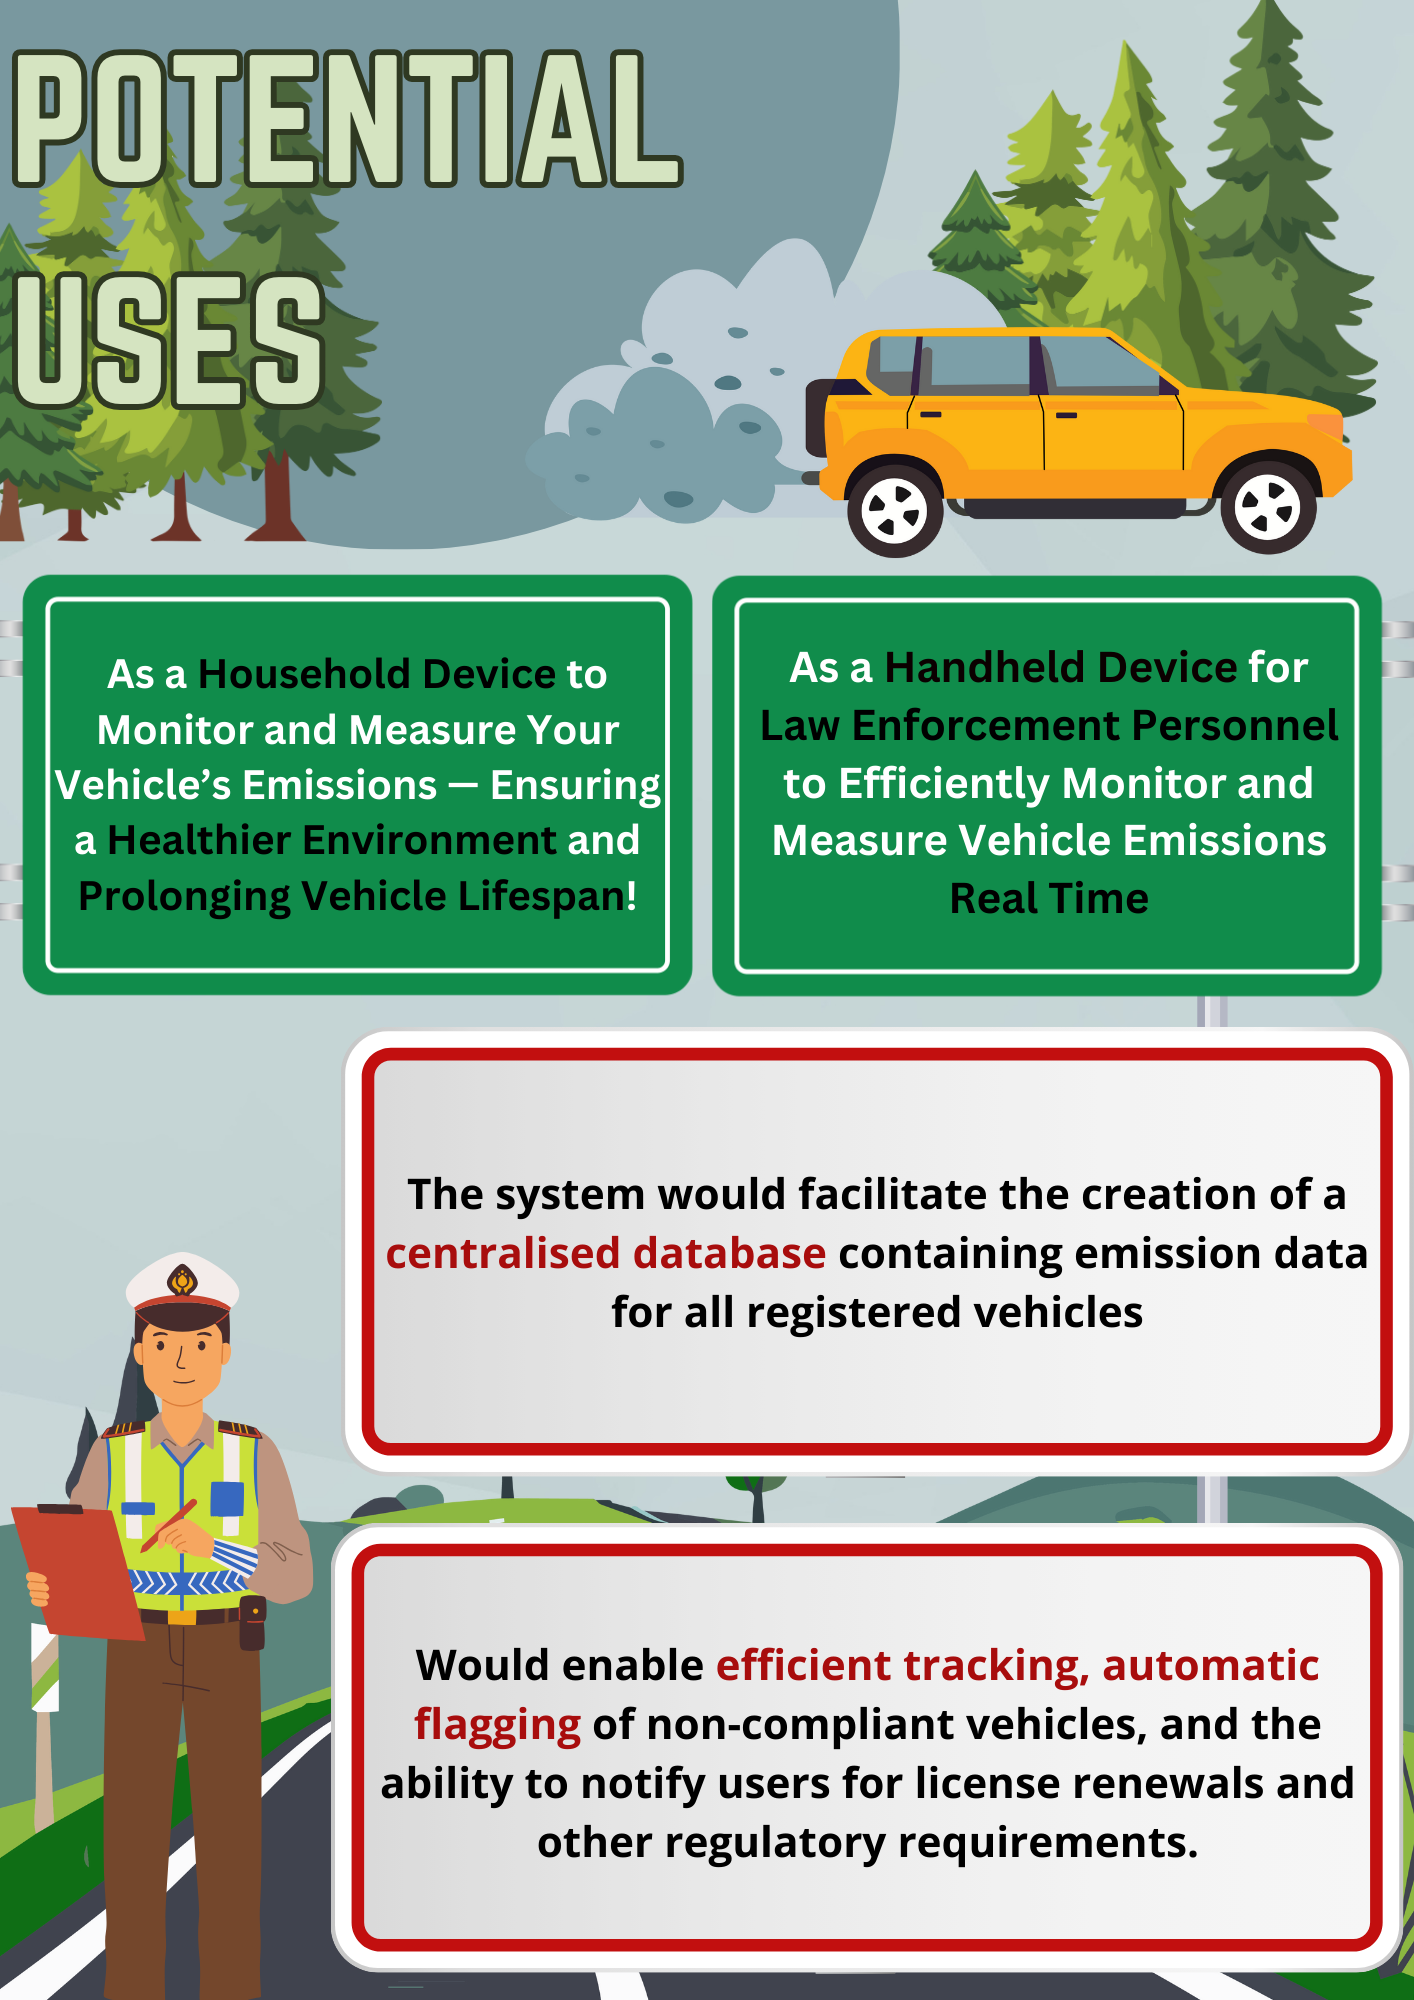 POTENTIAL
USES
As a Household Device to
Monitor and Measure Your
Vehicle’s Emissions — Ensuring
a Healthier Environment and
Prolonging Vehicle Lifespan!
As a Handheld Device for
Law Enforcement Personnel
to Efficiently Monitor and
Measure Vehicle Emissions
Real Time
The system would facilitate the creation of a
centralised database containing emission data
for all registered vehicles
Would enable efficient tracking, automatic
flagging of non-compliant vehicles, and the
ability to notify users for license renewals and
other regulatory requirements.